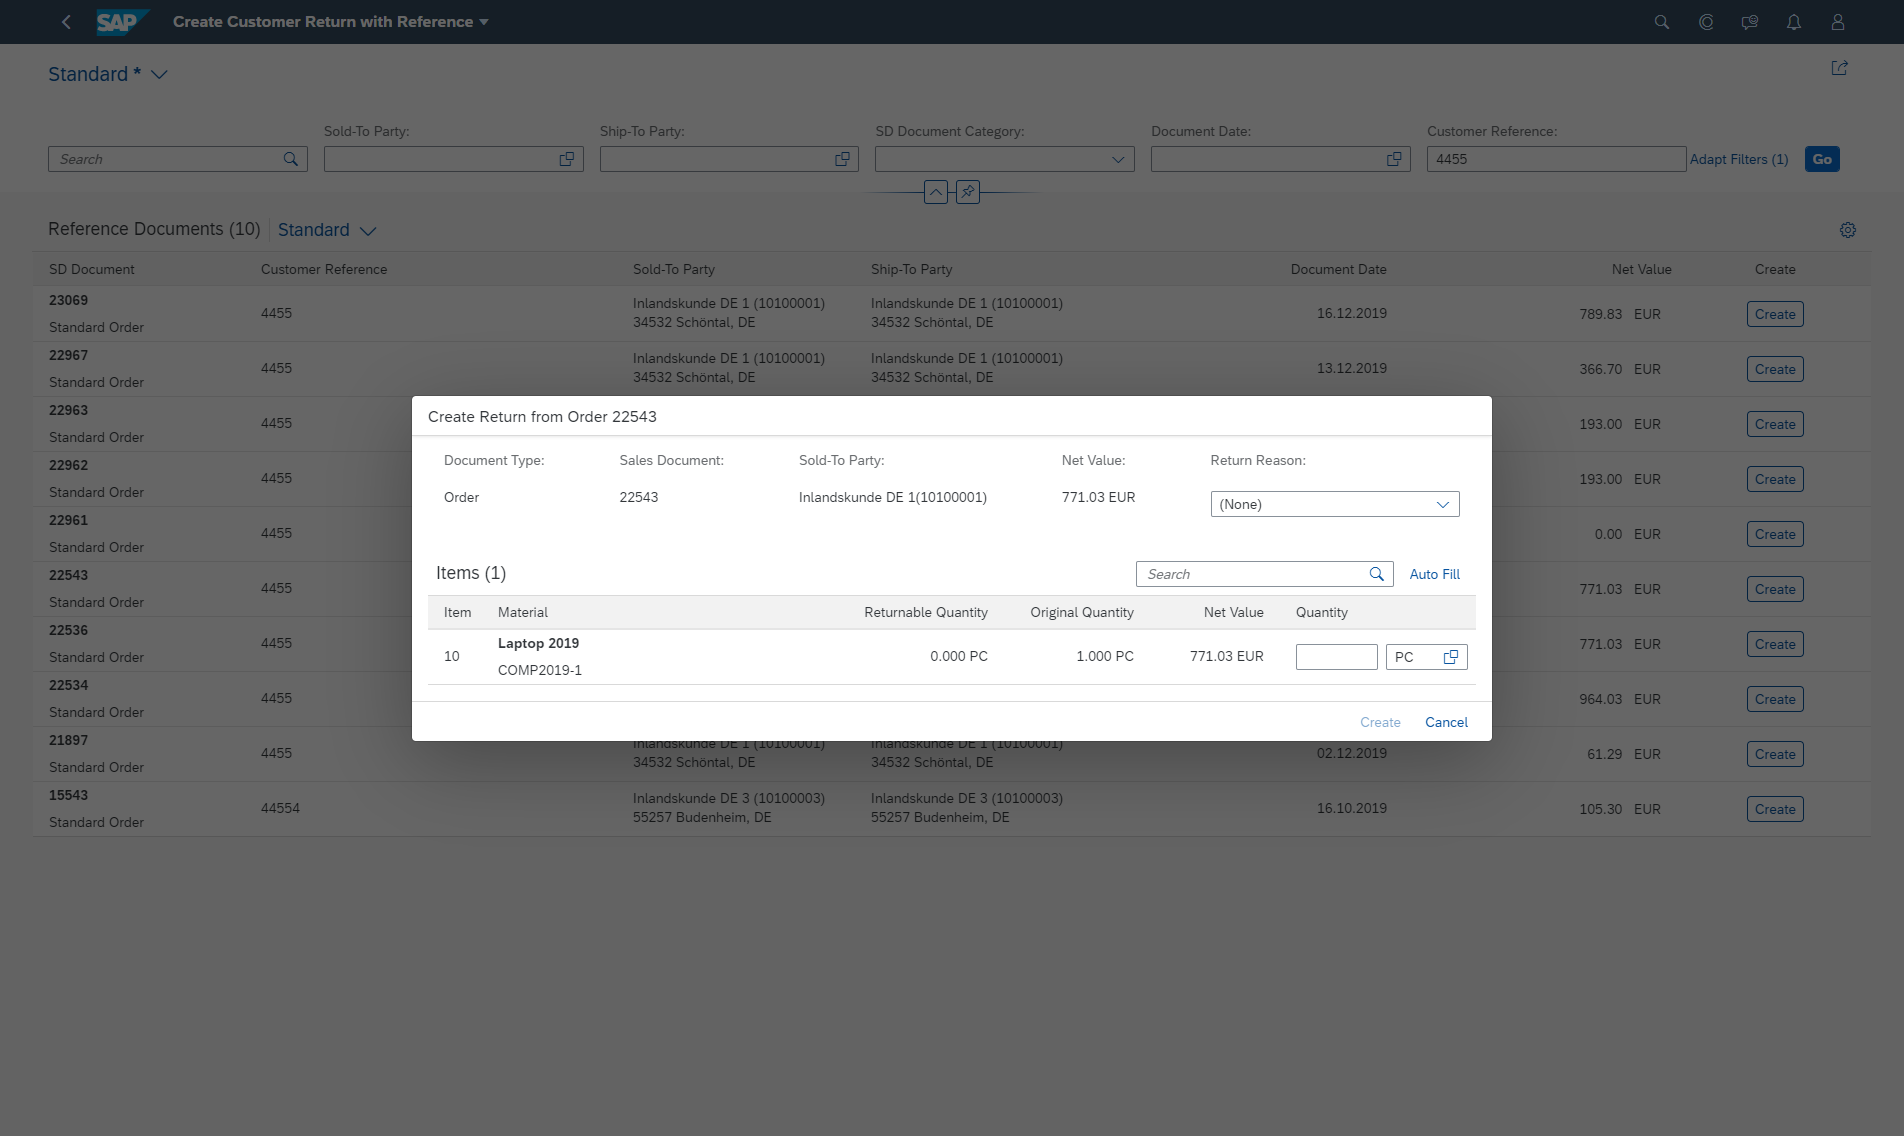 SAP Create Customer Return with Reference
Standard *
Sold-To Party: Ship-To Party: SD Document Category: Document Date: Customer Reference:
Search 4455 Adapt Filters (1) Go
Reference Documents (10) Standard
SD Document Customer Reference Sold-To Party Ship-To Party Document Date Net Value Create
23069
Standard Order
4455
Inlandskunde DE 1 (10100001)
34532 Schöntal, DE
Inlandskunde DE 1 (10100001)
34532 Schöntal, DE
16.12.2019 789.83 EUR Create
22967
Standard Order
4455
Inlandskunde DE 1 (10100001)
34532 Schöntal, DE
Inlandskunde DE 1 (10100001)
34532 Schöntal, DE
13.12.2019 366.70 EUR Create
22963
Standard Order
4455
193.00 EUR Create
22962
Standard Order
4455
193.00 EUR Create
22961
Standard Order
4455
0.00 EUR Create
22543
Standard Order
4455
771.03 EUR Create
22536
Standard Order
4455
771.03 EUR Create
22534
Standard Order
4455
964.03 EUR Create
21897
Standard Order
4455
Inlandskunde DE 1 (10100001)
34532 Schöntal, DE
Inlandskunde DE 1 (10100001)
34532 Schöntal, DE
02.12.2019 61.29 EUR Create
15543
Standard Order
44554
Inlandskunde DE 3 (10100003)
55257 Budenheim, DE
Inlandskunde DE 3 (10100003)
55257 Budenheim, DE
16.10.2019 105.30 EUR Create
Create Return from Order 22543
Document Type: Sales Document: Sold-To Party: Net Value: Return Reason:
Order 22543 Inlandskunde DE 1(10100001) 771.03 EUR (None)
Items (1) Search Auto Fill
Item Material Returnable Quantity Original Quantity Net Value Quantity
10
Laptop 2019
COMP2019-1
0.000 PC 1.000 PC 771.03 EUR PC
Create Cancel